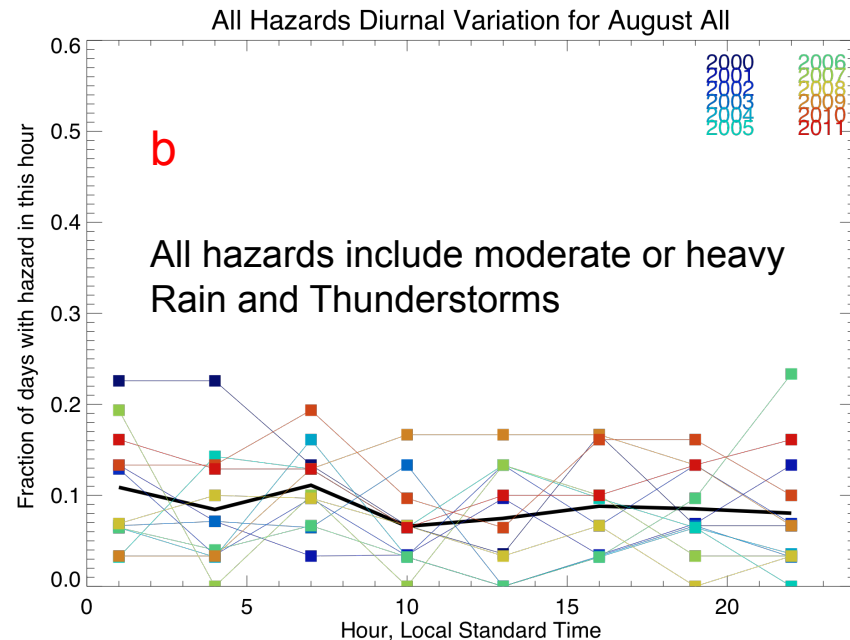 All Hazards Diurnal Variation for August All
0.6
2000 2006
2001 2007
2002 2008
2003 2009
2004 2010
2005 2011
0.5
b
0.4
All hazards include moderate or heavy
Rain and Thunderstorms
0.3
0.2
0.1
0.0
Fraction of days with hazard in this hour
0 5 10 15 20
Hour, Local Standard Time